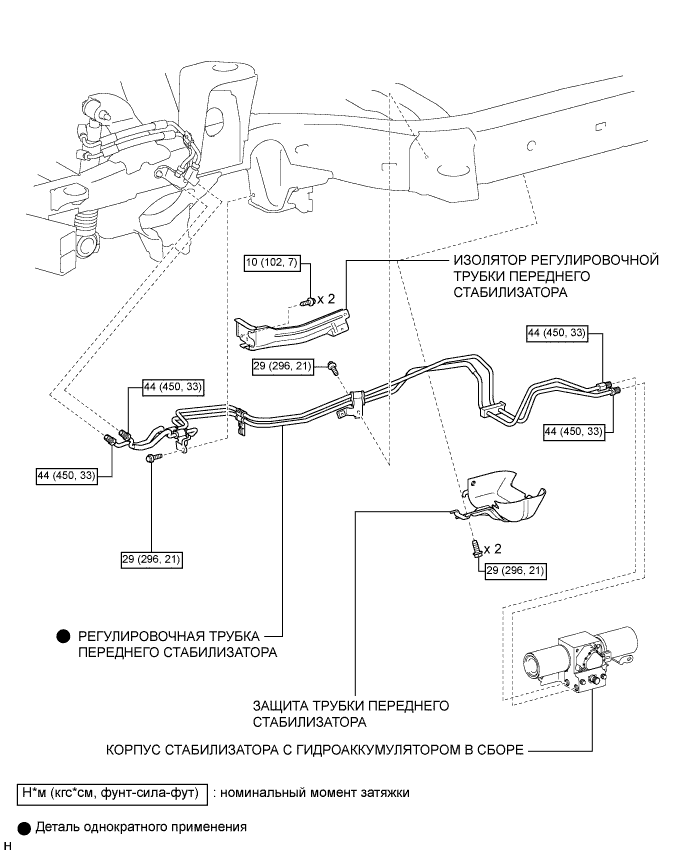 10 (102, 7)
x 2
ИЗОЛЯТОР РЕГУЛИРОВОЧНОЙ
ТРУБКИ ПЕРЕДНЕГО
СТАБИЛИЗАТОРА
44 (450, 33)
29 (296, 21)
44 (450, 33)
44 (450, 33)
44 (450, 33)
29 (296, 21)
x 2
29 (296, 21)
РЕГУЛИРОВОЧНАЯ ТРУБКА
ПЕРЕДНЕГО СТАБИЛИЗАТОРА
ЗАЩИТА ТРУБКИ ПЕРЕДНЕГО
СТАБИЛИЗАТОРА
КОРПУС СТАБИЛИЗАТОРА С ГИДРОАККУМУЛЯТОРОМ В СБОРЕ
Н*м (кгс*см, фунт-сила-фут) : номинальный момент затяжки
Деталь однократного применения
H